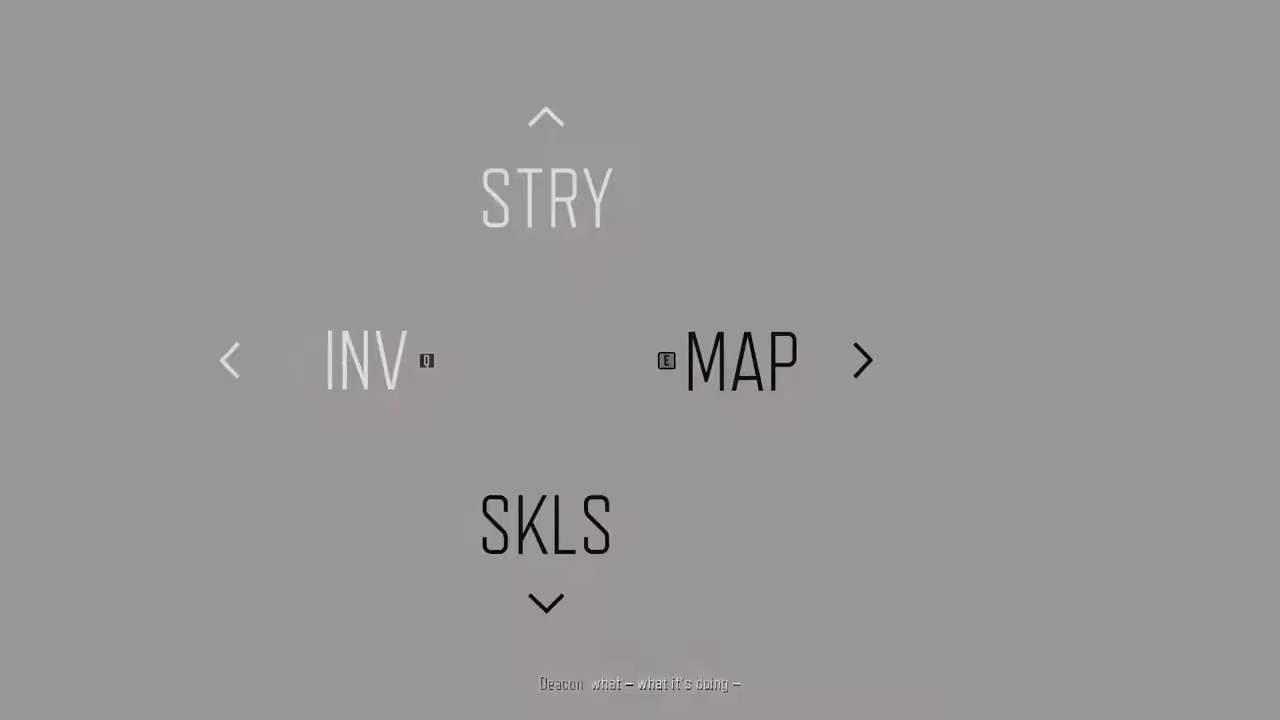 STRY
INV Q E MAP
SKLS
Deacon what – what it's doing –